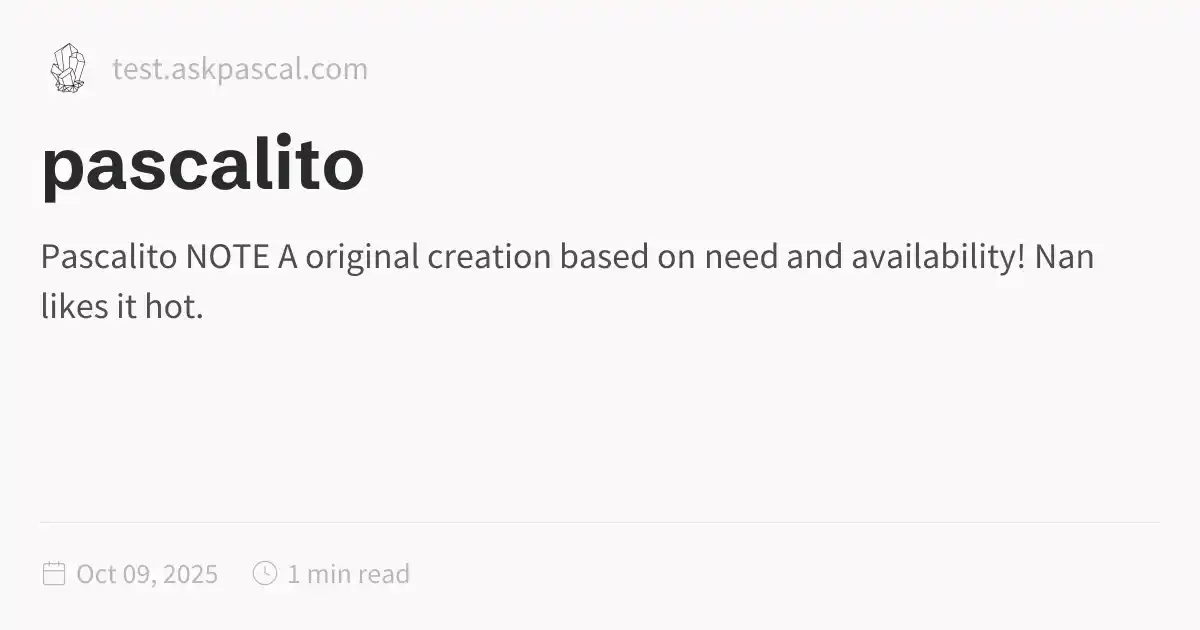 test.askpascal.com
pascalito
Pascalito NOTE A original creation based on need and availability! Nan
likes it hot.
Oct 09, 2025 1 min read